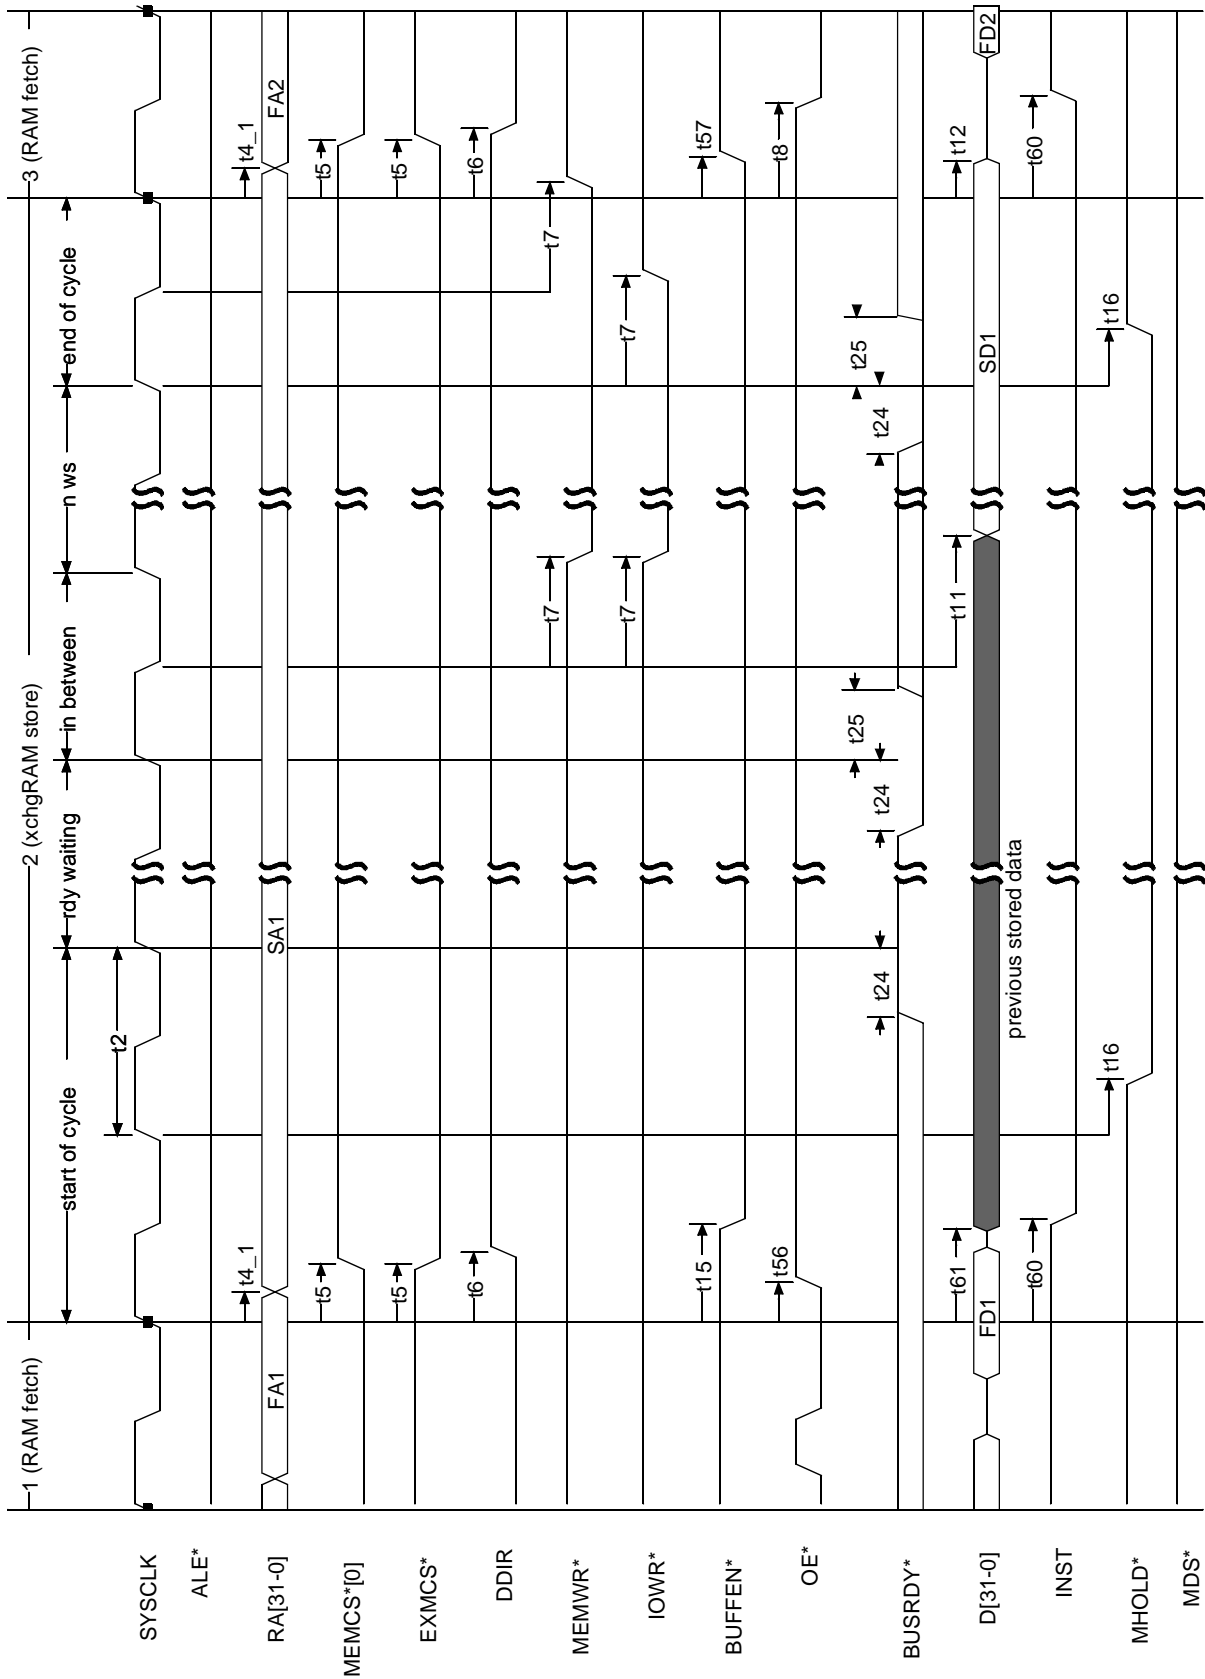 1 (RAM fetch)
2 (xchgRAM store)
3 (RAM fetch)
start of cycle
rdy waiting
in between
n ws
end of cycle
t2
SYSCLK
ALE*
RA[31-0]
FA1
t4_1
SA1
t4_1
FA2
MEMCS*[0]
t5
t5
EXMCS*
t5
t5
DDIR
t6
t6
MEMWR*
t7
t7
IOWR*
t7
t7
BUFFEN*
t15
t57
OE*
t56
t8
BUSRDY*
t24
t24
t25
t24
t25
D[31-0]
FD1
t61
previous stored data
t11
SD1
t12
FD2
INST
t60
t60
MHOLD*
t16
t16
MDS*